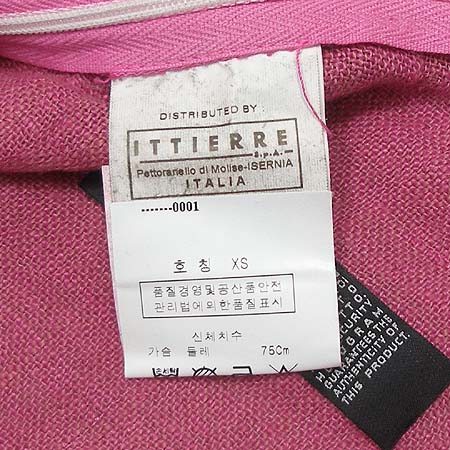 DISTRIBUTED BY :
ITTIERRE
S.p.A.
Pettoranello di Molise-ISERNIA
ITALIA
-------0001
호 칭 XS
품질경영및공산품안전
관리법에의한품질표시
신체치수
가슴 둘레 75Cm
SECURITY
GUARANTEES THE
AUTHENTICITY OF
THIS PRODUCT.